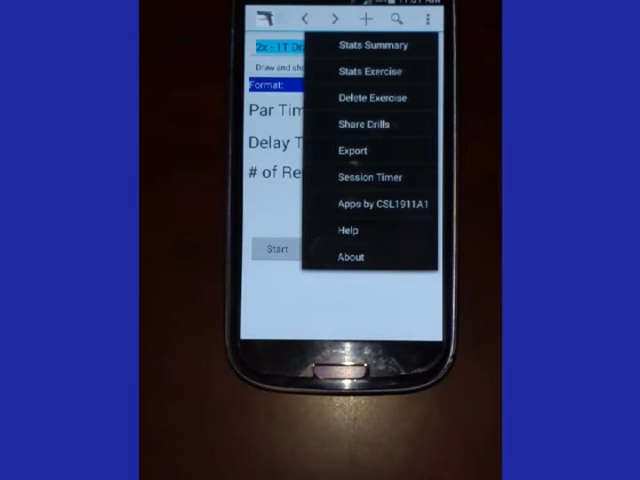 2x - 1T Dr
Draw and sho
Format:
Par Tim
Delay T
# of Re
Start
Stats Summary
Stats Exercise
Delete Exercise
Share Drills
Export
Session Timer
Apps by CSL1911A1
Help
About